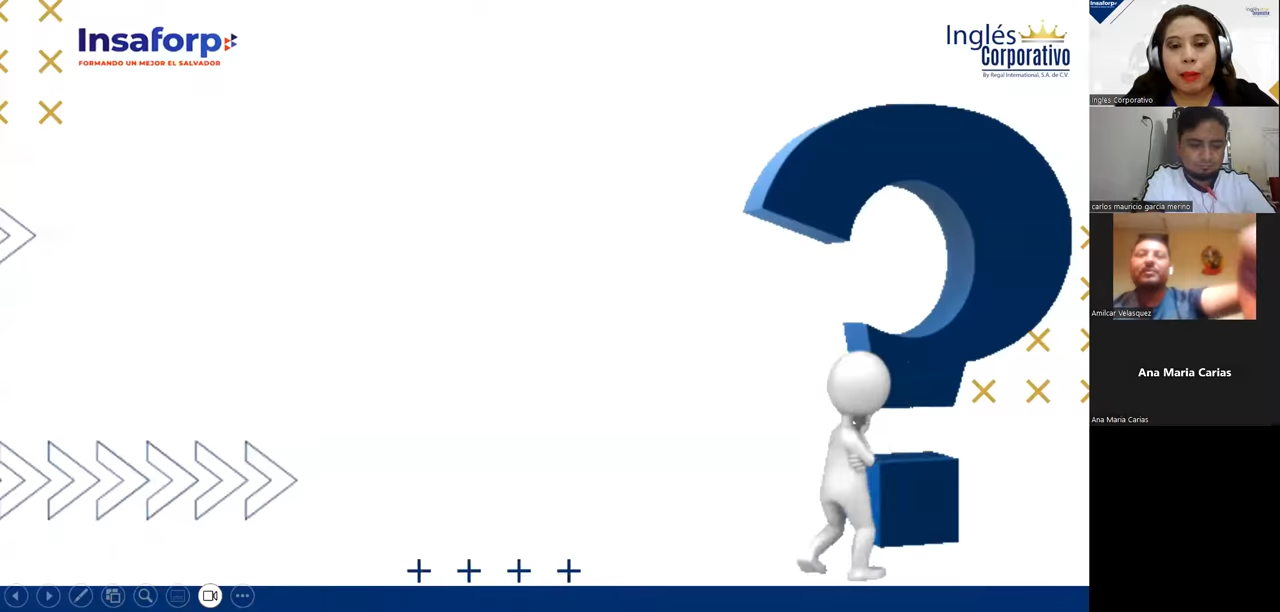 Insaforp
FORMANDO UN MEJOR EL SALVADOR
Inglés
Corporativo
By Regal International, S.A. de C.V.
Insaforp
Ingles Corporativo
carlos mauricio garcia merino
Amilcar Velasquez
Ana Maria Carias
Ana Maria Carias